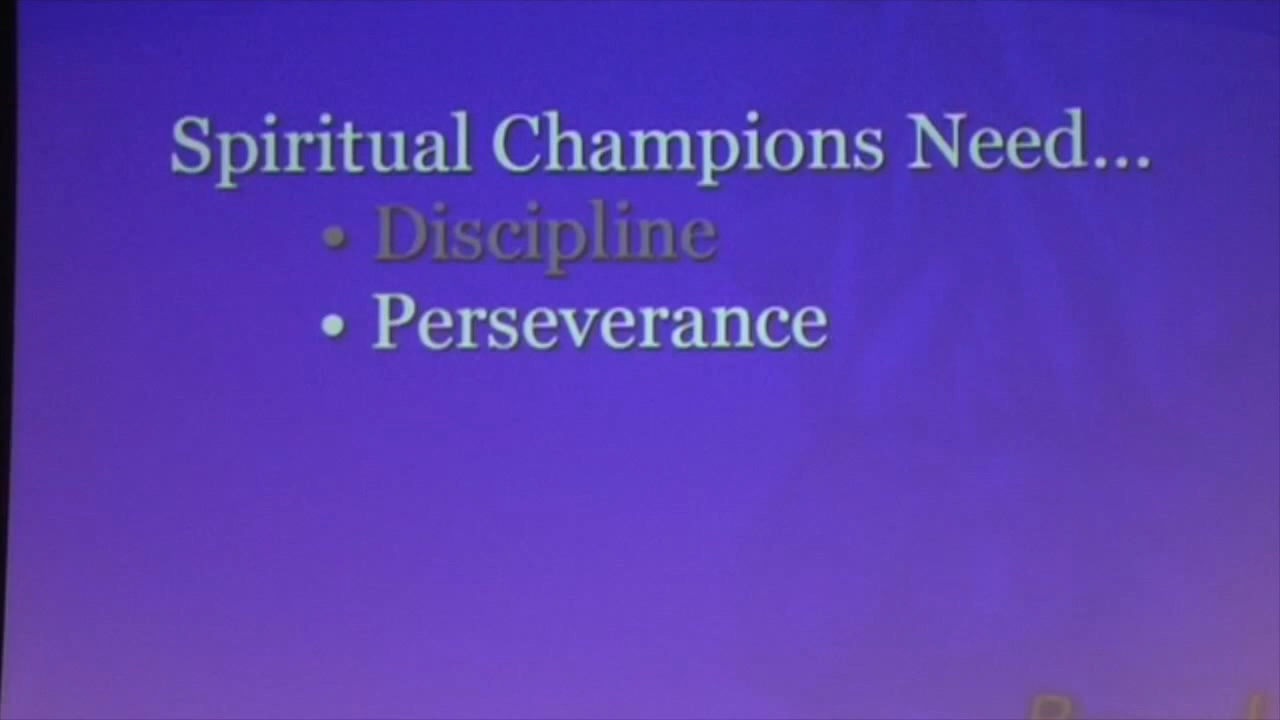 Spiritual Champions Need...
• Discipline
• Perseverance